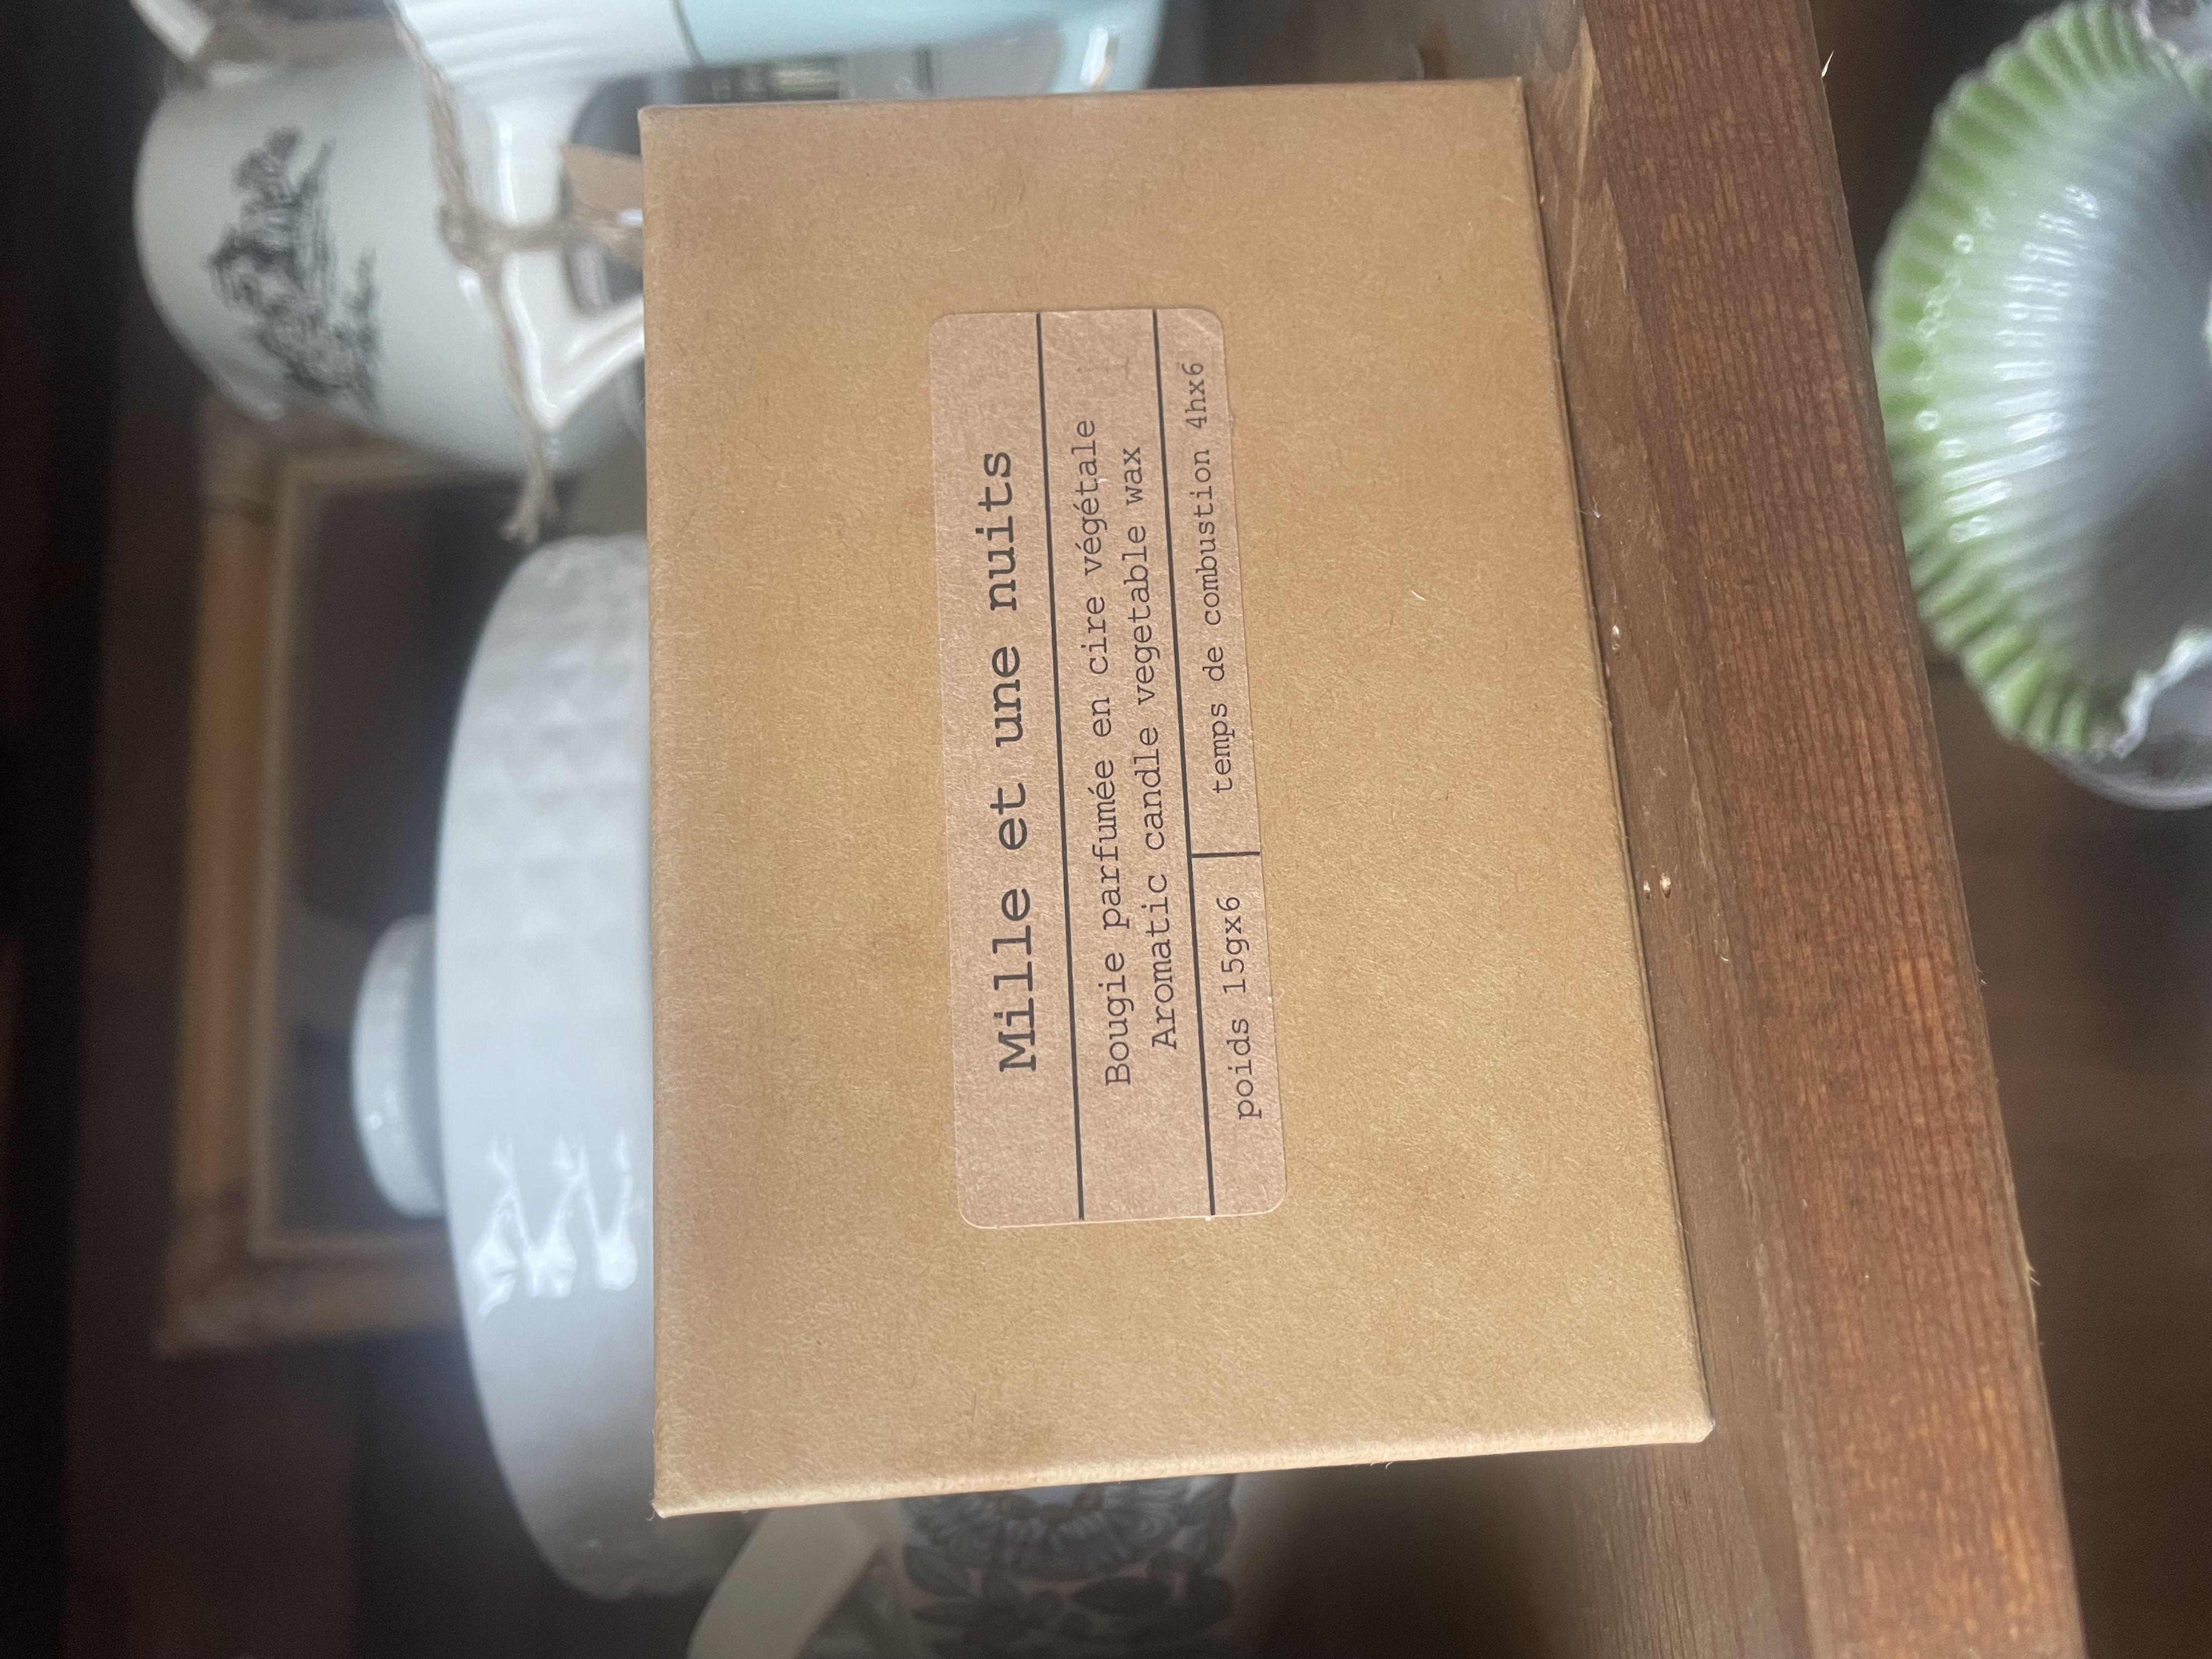 Mille et une nuits
Bougie parfumée en cire végétale
Aromatic candle vegetable wax
poids 15gx6
temps de combustion 4hx6